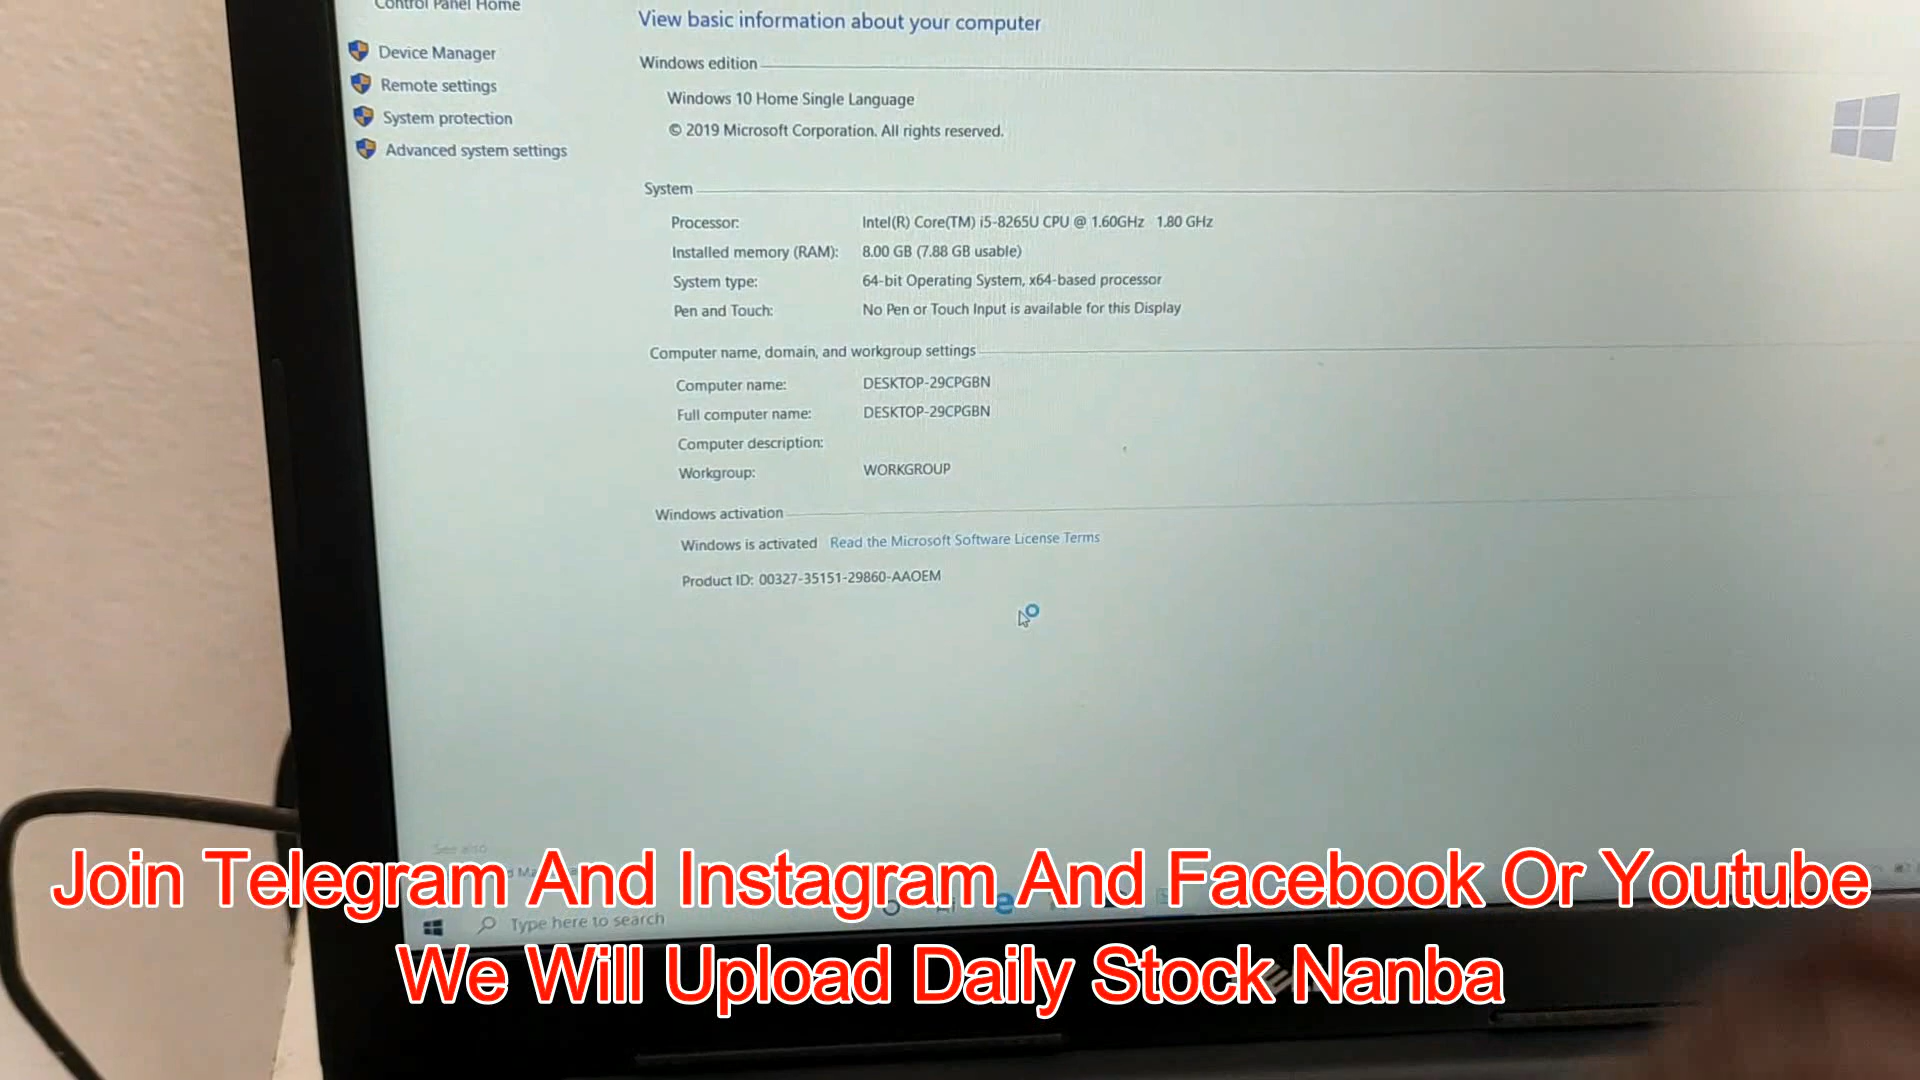 Control Panel Home
View basic information about your computer
Device Manager
Remote settings
System protection
Advanced system settings
Windows edition
Windows 10 Home Single Language
© 2019 Microsoft Corporation. All rights reserved.
System
Processor: Intel(R) Core(TM) i5-8265U CPU @ 1.60GHz 1.80 GHz
Installed memory (RAM): 8.00 GB (7.88 GB usable)
System type: 64-bit Operating System, x64-based processor
Pen and Touch: No Pen or Touch Input is available for this Display
Computer name, domain, and workgroup settings
Computer name: DESKTOP-29CPGBN
Full computer name: DESKTOP-29CPGBN
Computer description:
Workgroup: WORKGROUP
Windows activation
Windows is activated Read the Microsoft Software License Terms
Product ID: 00327-35151-29860-AAOEM
See also
Join Telegram And Instagram And Facebook Or Youtube
Type here to search
We Will Upload Daily Stock Nanba